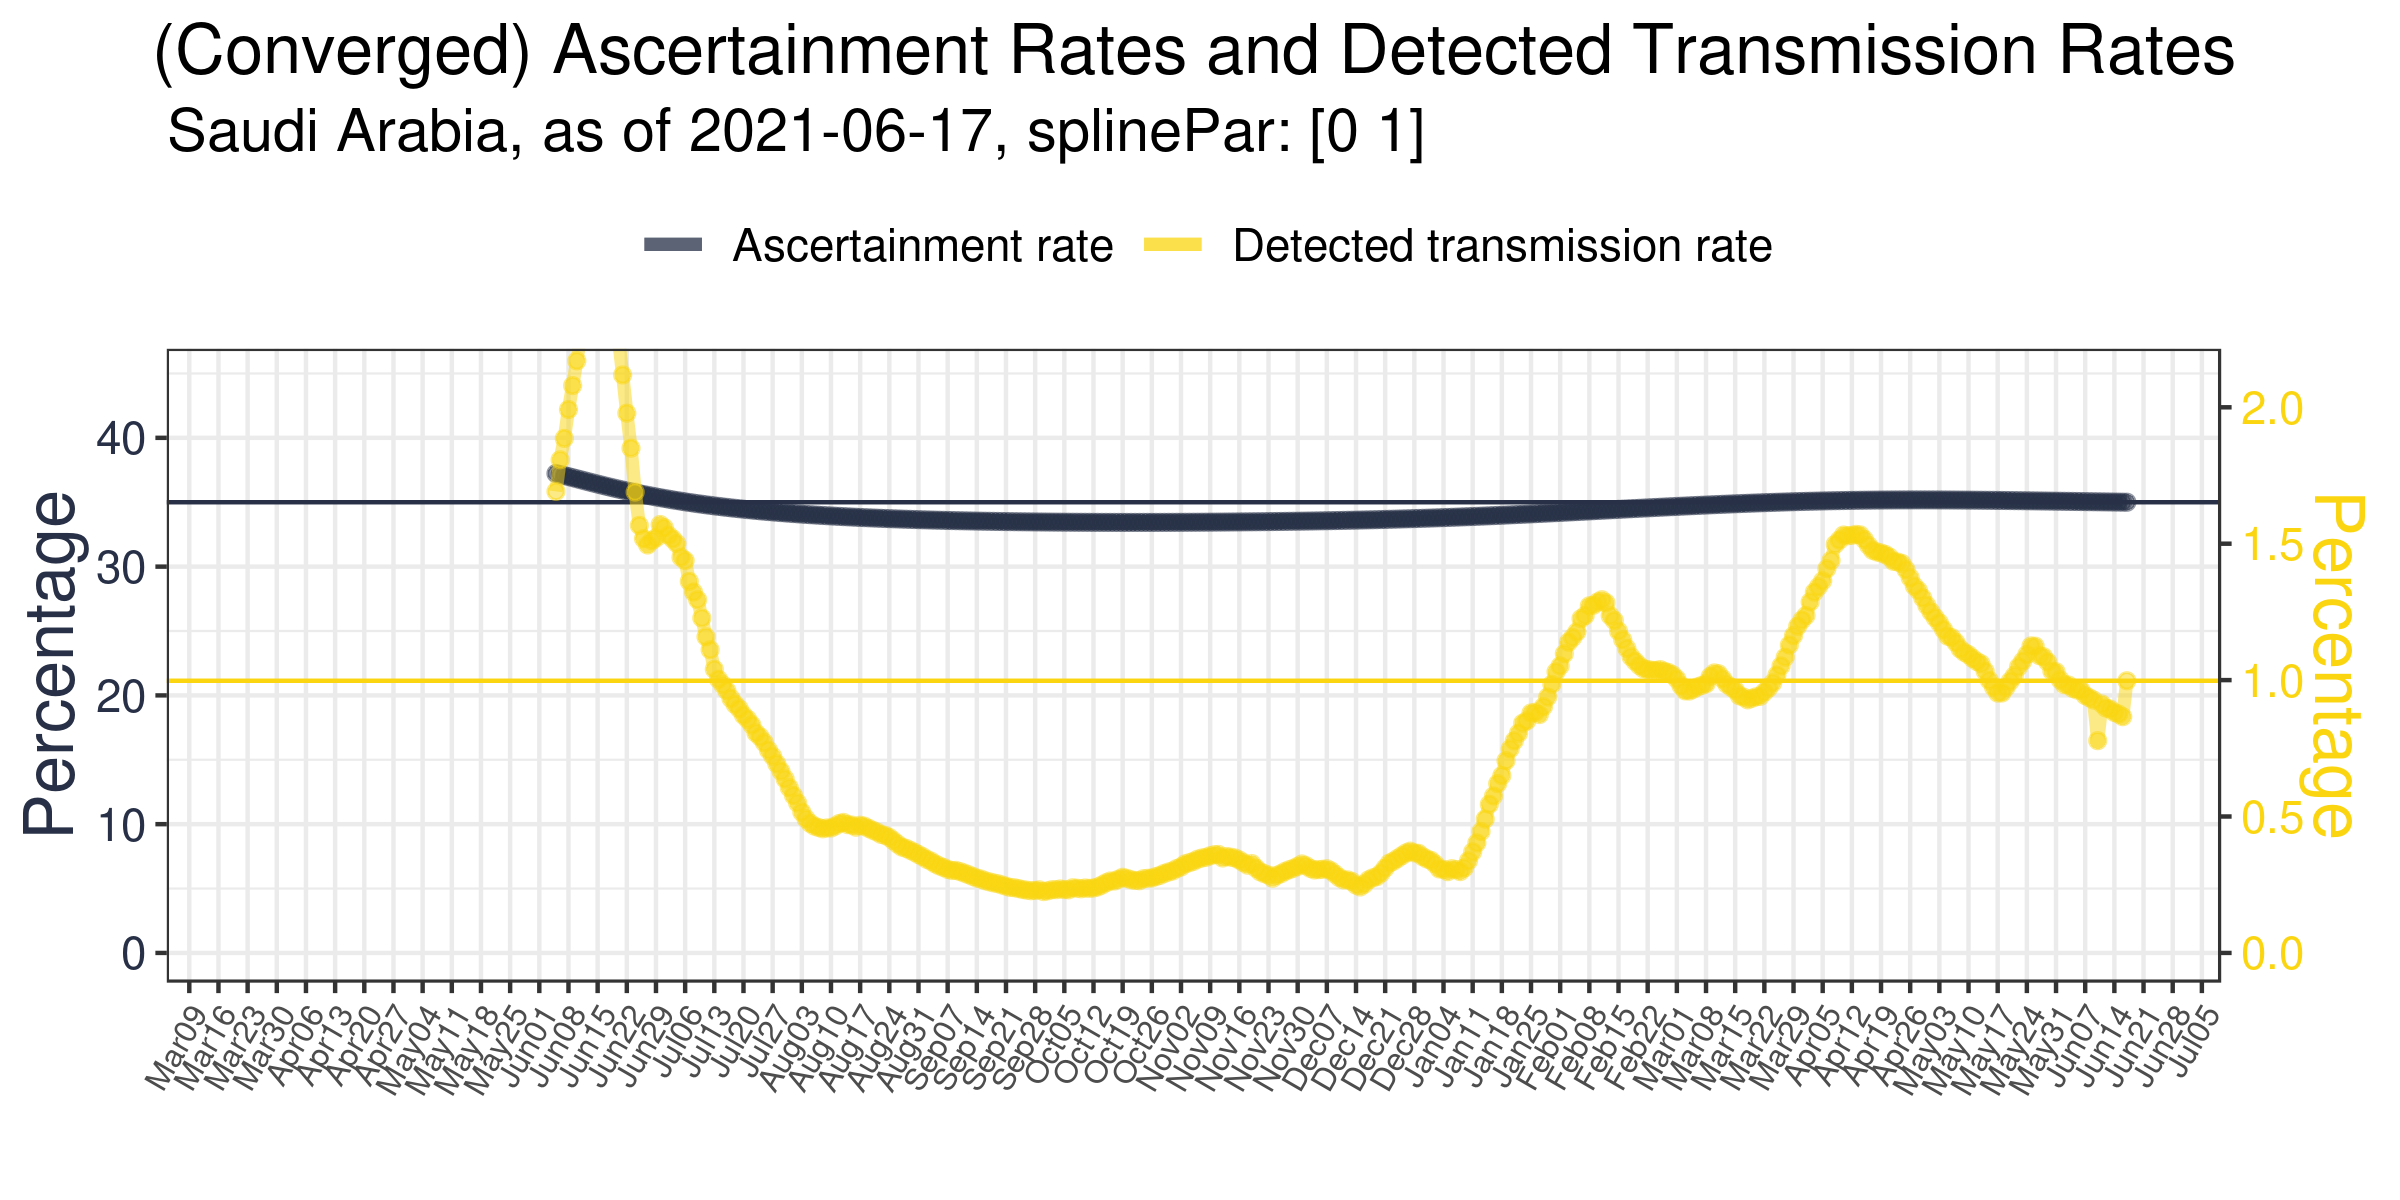 (Converged) Ascertainment Rates and Detected Transmission Rates
Saudi Arabia, as of 2021-06-17, splinePar: [0 1]
Ascertainment rate
Detected transmission rate
Percentage
40
30
20
10
0
2.0
1.5
1.0
0.5
0.0
Percentage
Mar09
Mar16
Mar23
Mar30
Apr06
Apr13
Apr20
Apr27
May04
May11
May18
May25
Jun01
Jun08
Jun15
Jun22
Jun29
Jul06
Jul13
Jul20
Jul27
Aug03
Aug10
Aug17
Aug24
Aug31
Sep07
Sep14
Sep21
Sep28
Oct05
Oct12
Oct19
Oct26
Nov02
Nov09
Nov16
Nov23
Nov30
Dec07
Dec14
Dec21
Dec28
Jan04
Jan11
Jan18
Jan25
Feb01
Feb08
Feb15
Feb22
Mar01
Mar08
Mar15
Mar22
Mar29
Apr05
Apr12
Apr19
Apr26
May03
May10
May17
May24
May31
Jun07
Jun14
Jun21
Jun28
Jul05